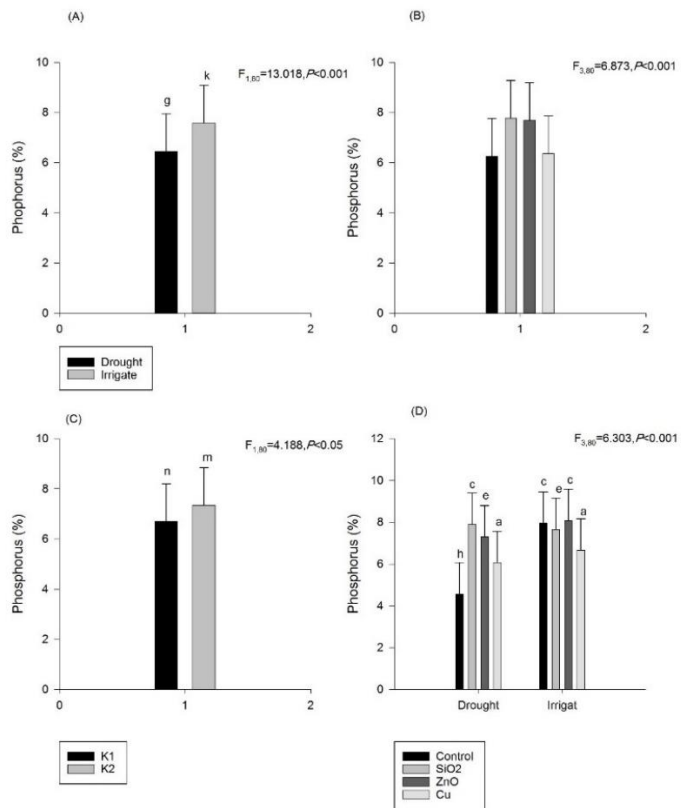 (A)
F1,80=13.018,P<0.001
g
k
Phophorus (%)
10
8
6
4
2
0
0
1
2
Drought
Irrigate
(B)
F3,80=6.873,P<0.001
Phosphorus (%)
10
8
6
4
2
0
0
1
2
(C)
F1,80=4.188,P<0.05
n
m
Phosphorus (%)
10
8
6
4
2
0
0
1
2
K1
K2
(D)
F3,80=6.303,P<0.001
Phosphorus (%)
12
10
8
6
4
2
0
h
c
e
a
c
e
c
a
Drought
Irrigat
Control
SiO2
ZnO
Cu